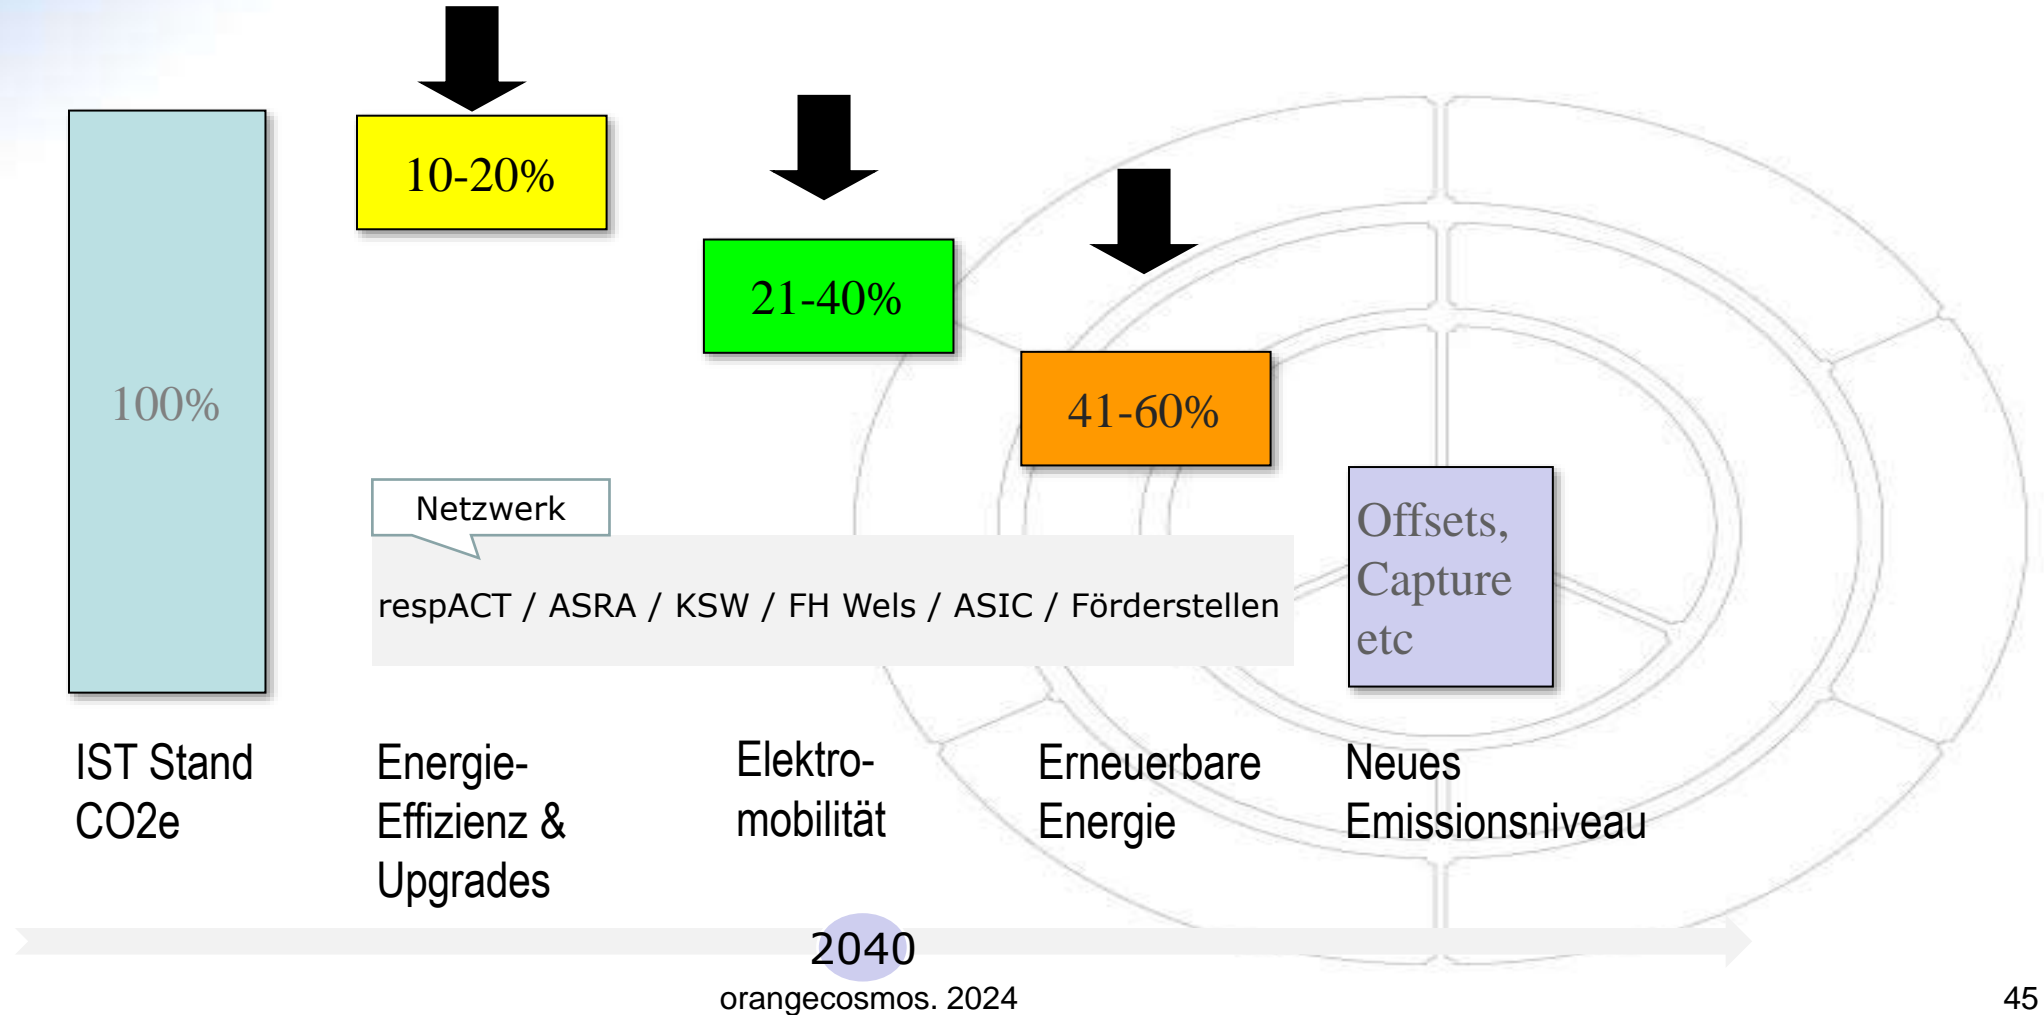 10-20%
21-40%
100%
41-60%
Netzwerk
respACT / ASRA / KSW / FH Wels / ASIC / Förderstellen
Offsets,
Capture
etc
IST Stand
CO2e
Energie-
Effizienz &
Upgrades
Elektro-
mobilität
Erneuerbare
Energie
Neues
Emissionsniveau
2040
orangecosmos. 2024
45